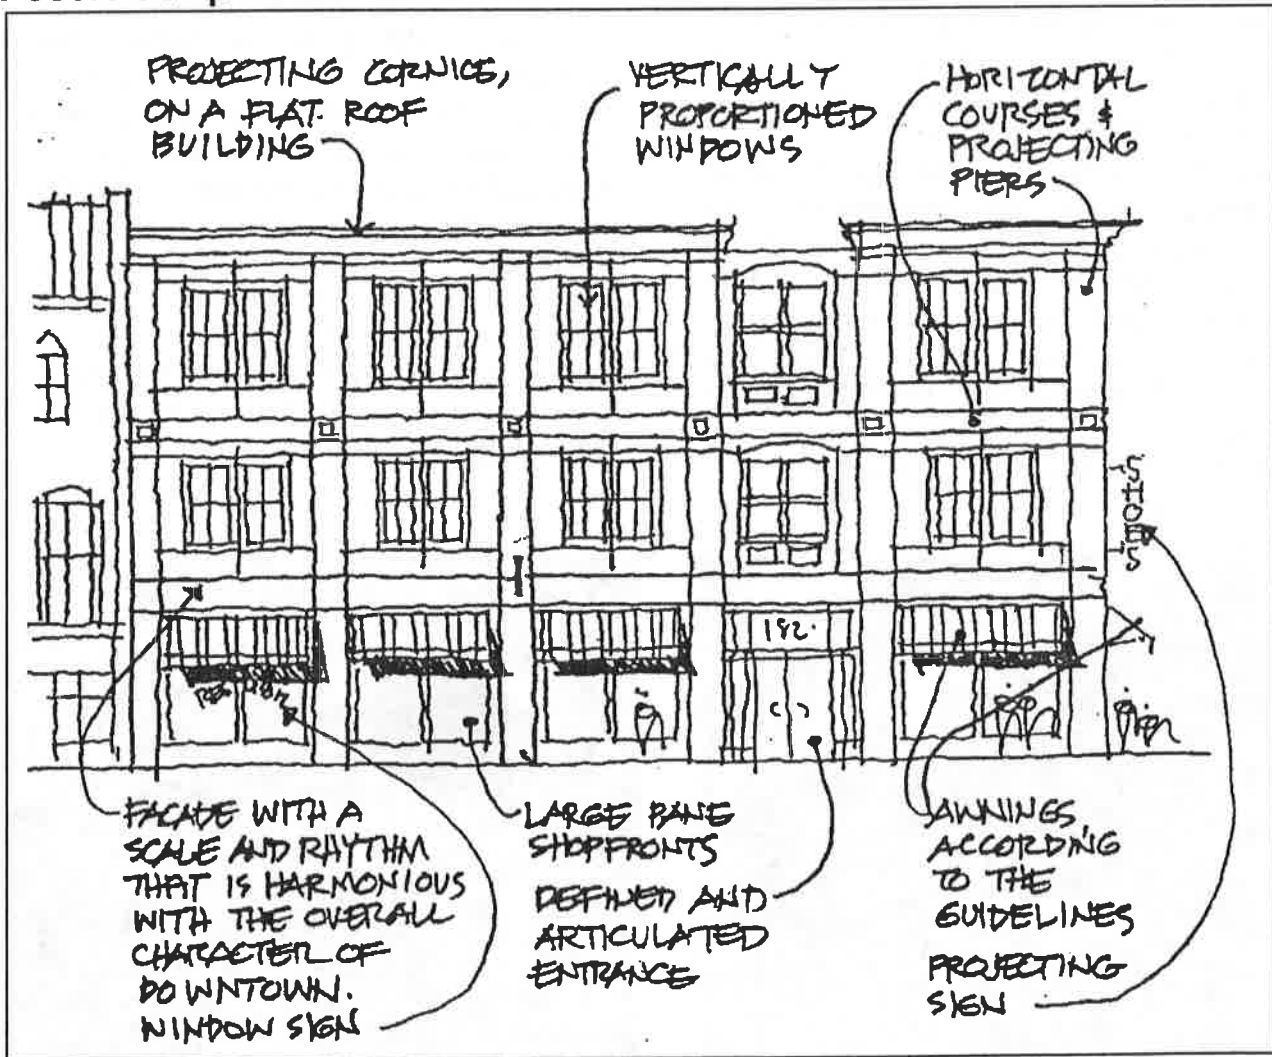 PROJECTING CORNICE,
ON A FLAT ROOF
BUILDING
VERTICALLY
PROPORTIONED
WINDOWS
HORIZONTAL
COURSES &
PROJECTING
PIERS
SHOPS
182
FACADE WITH A
SCALE AND RHYTHM
THAT IS HARMONIOUS
WITH THE OVERALL
CHARACTER OF
DOWNTOWN.
WINDOW SIGN
LARGE PANE
SHOPFRONTS
DEFINED AND
ARTICULATED
ENTRANCE
AWNINGS
ACCORDING
TO THE
GUIDELINES
PROJECTING
SIGN